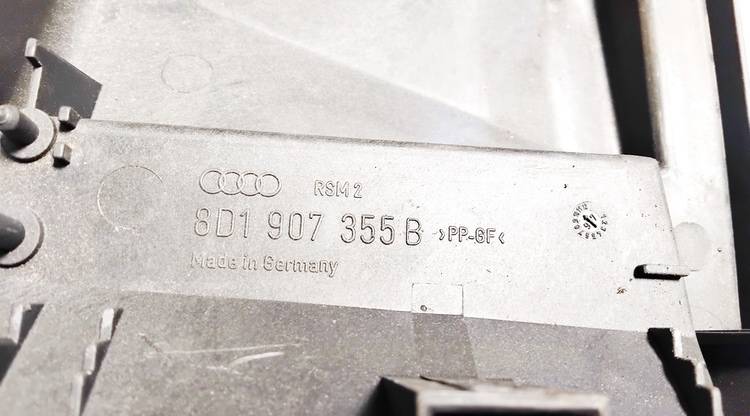 RSM 2
8D1 907 355 B >PP-GF<
Made in Germany